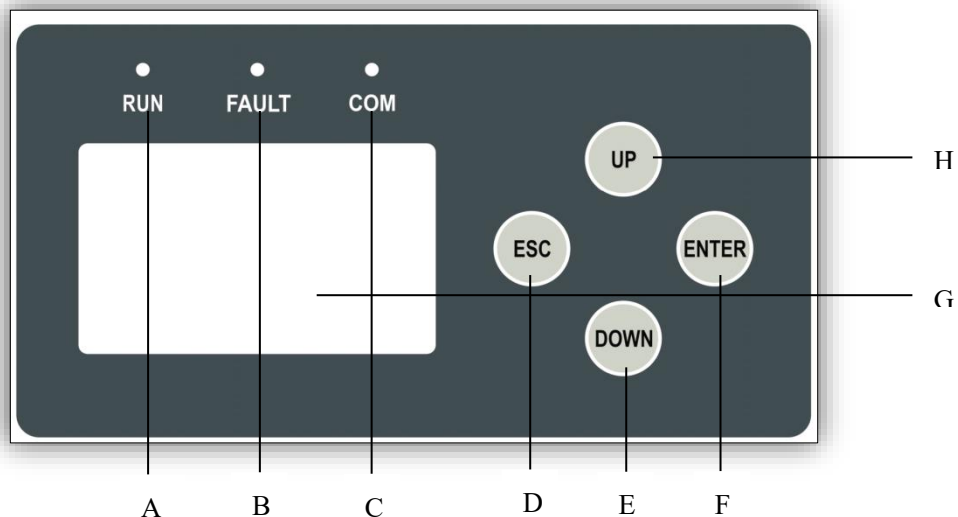 RUN FAULT COM
UP
H
ESC ENTER
G
DOWN
A B C D E F